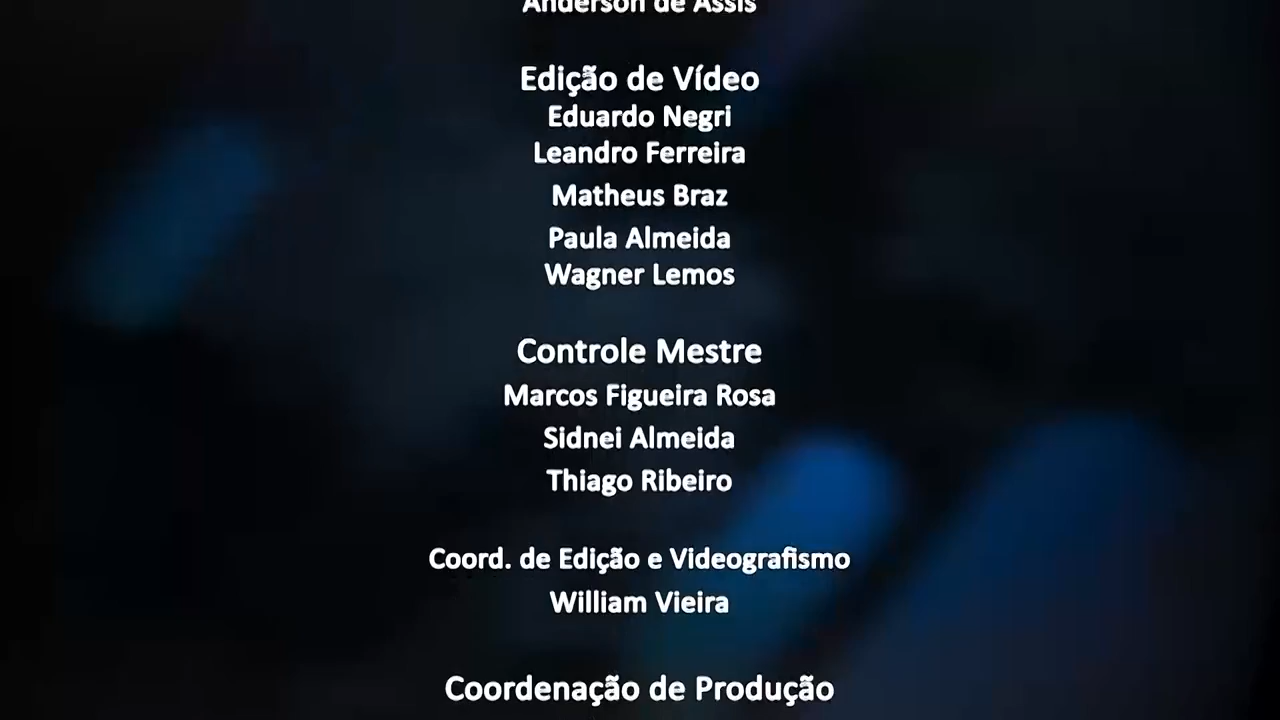 Anderson de Assis
Edição de Vídeo
Eduardo Negri
Leandro Ferreira
Matheus Braz
Paula Almeida
Wagner Lemos
Controle Mestre
Marcos Figueira Rosa
Sidnei Almeida
Thiago Ribeiro
Coord. de Edição e Videografismo
William Vieira
Coordenação de Produção